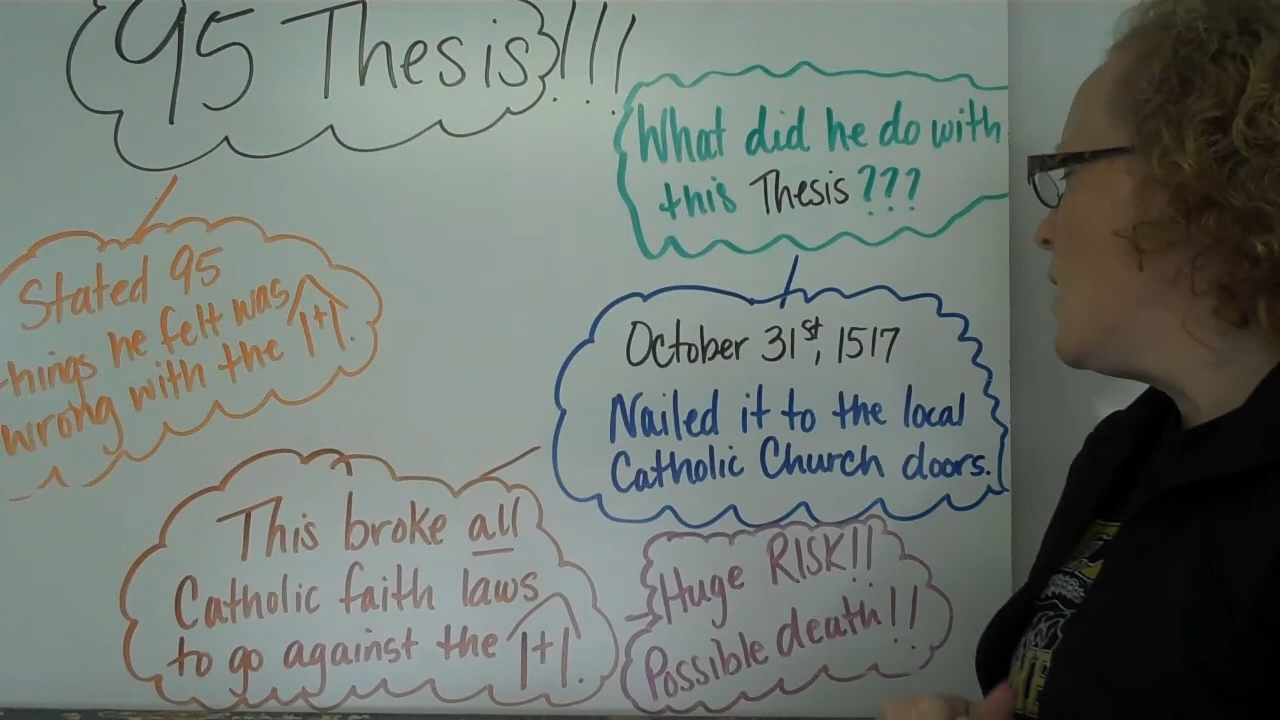 95 Thesis!!!
What did he do with
this Thesis???
Stated 95
things he felt was
wrong with the
October 31st, 1517
Nailed it to the local
Catholic Church doors.
This broke all
Catholic faith laws
to go against the
Huge RISK!!
Possible death!!